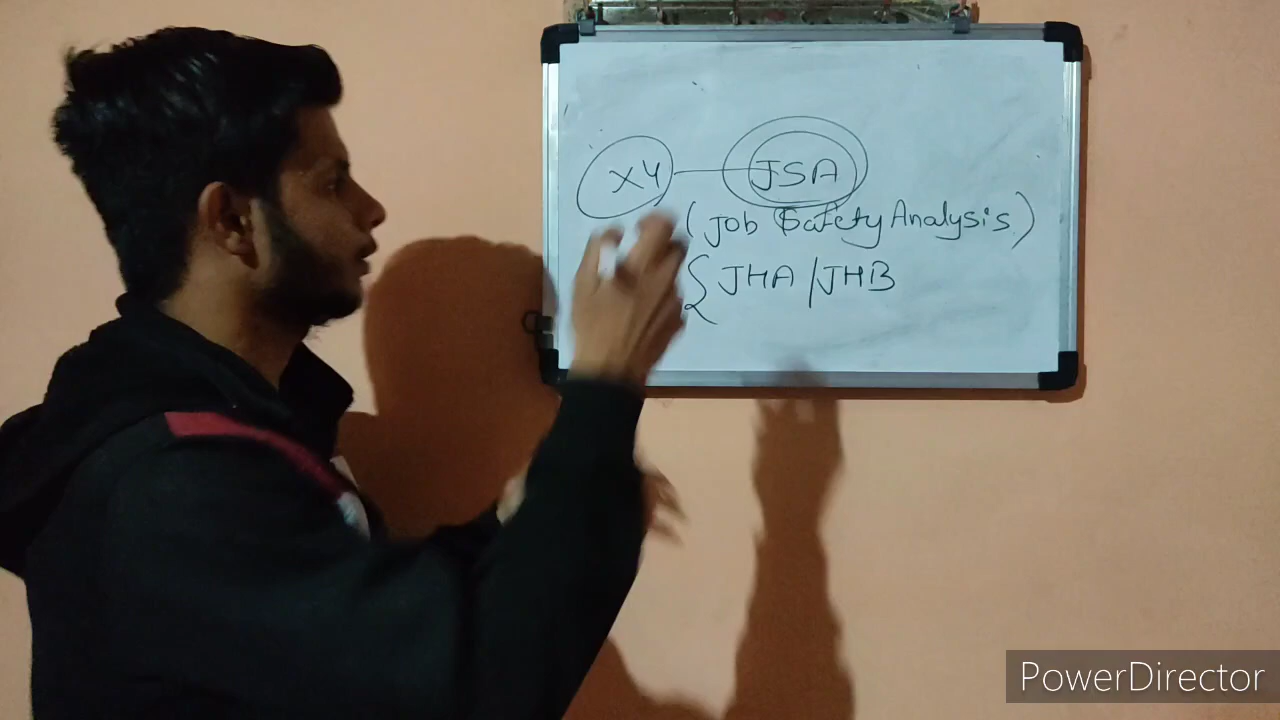 XY — JSA
(Job Safety Analysis)
{ JHA / JHB
PowerDirector